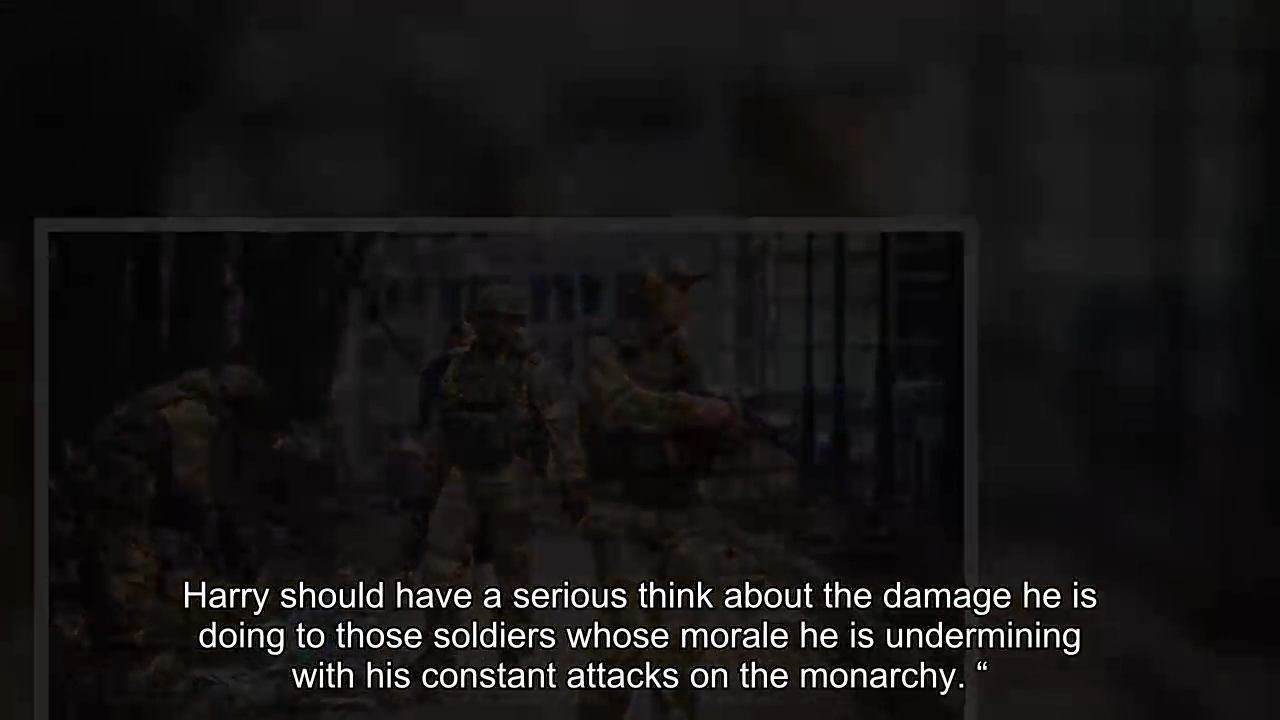 Harry should have a serious think about the damage he is
doing to those soldiers whose morale he is undermining
with his constant attacks on the monarchy. “